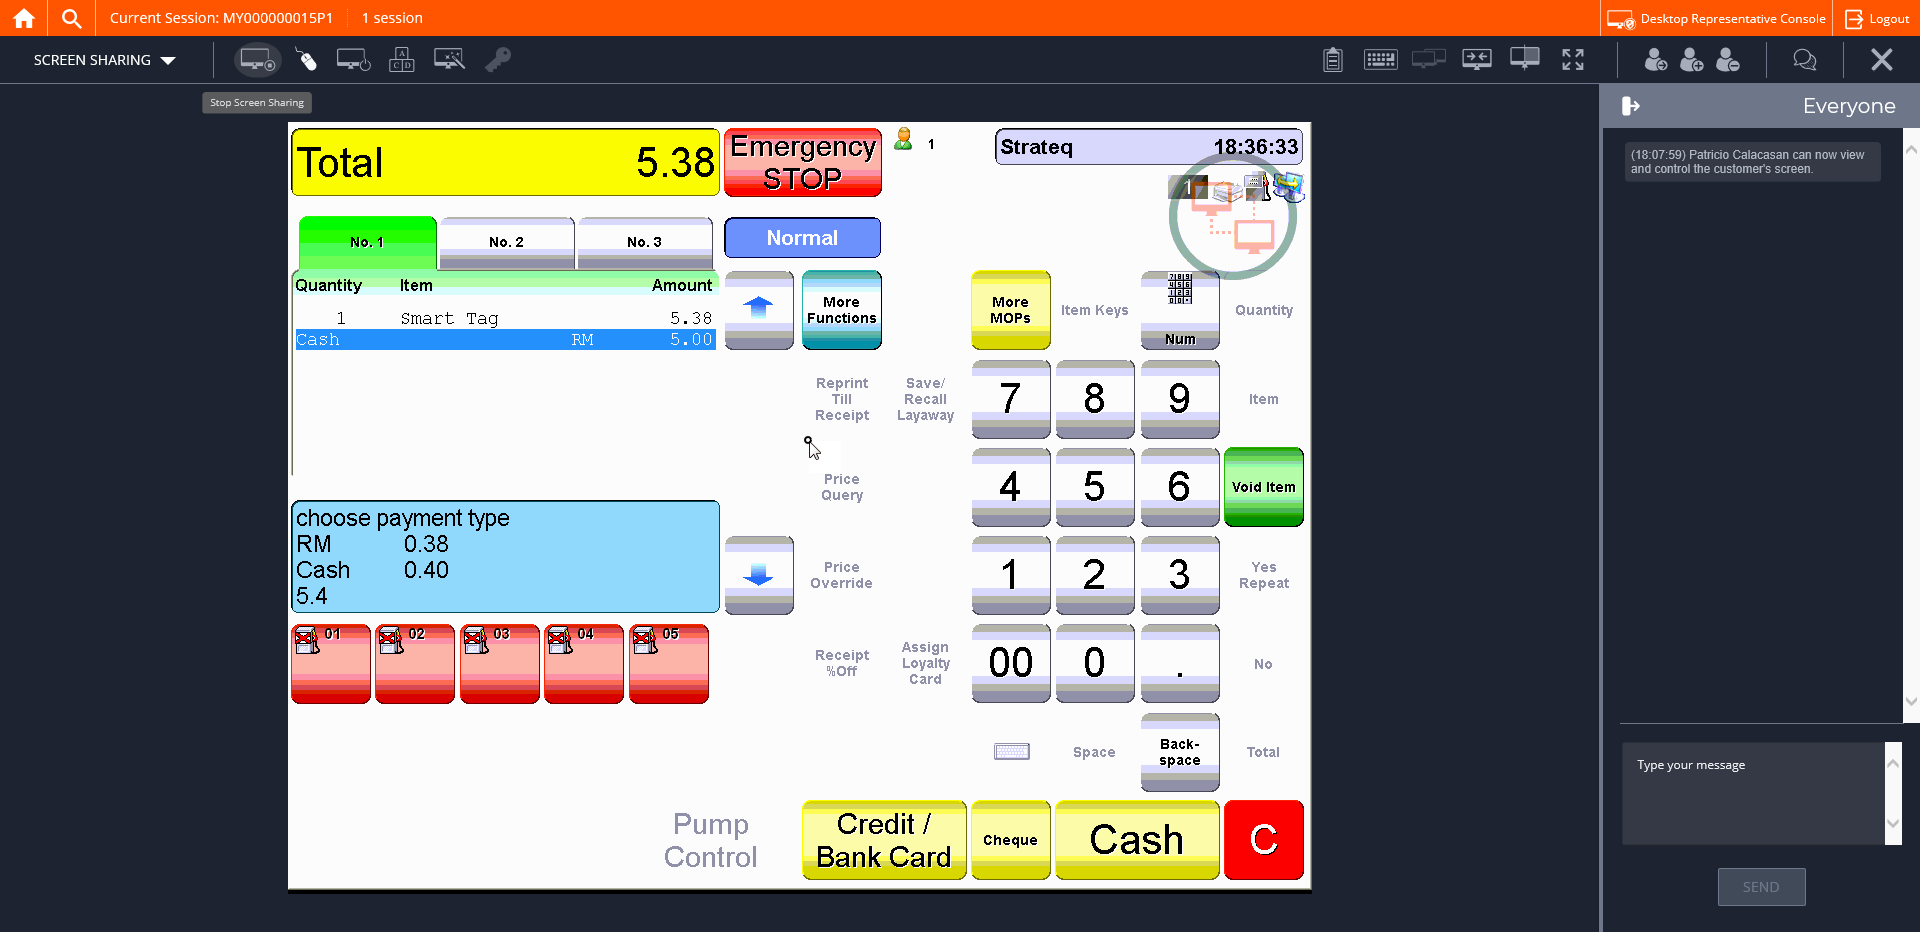 Current Session: MY000000015P1
1 session
Desktop Representative Console
Logout
SCREEN SHARING
Stop Screen Sharing
Everyone
(18:07:59) Patricio Calacasan can now view
and control the customer's screen.
Total 5.38
Emergency
STOP
1
Strateq 18:36:33
1
No. 1
No. 2
No. 3
Normal
Quantity Item Amount
1 Smart Tag 5.38
Cash RM 5.00
More
Functions
More
MOPs
Item Keys
Num
Quantity
Reprint
Till
Receipt
Save/
Recall
Layaway
7
8
9
Item
Price
Query
4
5
6
Void Item
choose payment type
RM 0.38
Cash 0.40
5.4
Price
Override
1
2
3
Yes
Repeat
01
02
03
04
05
Receipt
%Off
Assign
Loyalty
Card
00
0
.
No
Space
Back-
space
Total
Pump
Control
Credit /
Bank Card
Cheque
Cash
C
Type your message
SEND